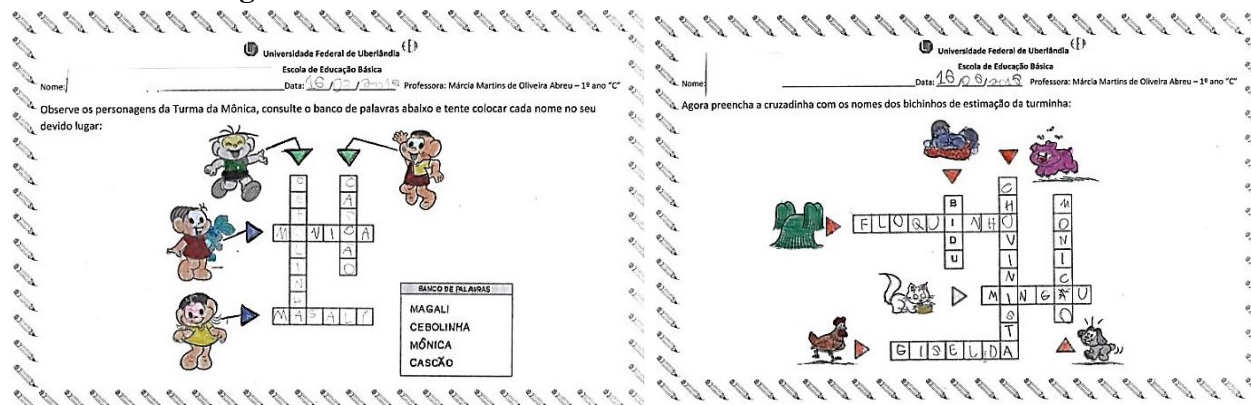 Universidade Federal de Uberlândia
Escola de Educação Básica
Nome: Data: 16 Professora: Márcia Martins de Oliveira Abreu – 1º ano "C"
Observe os personagens da Turma da Mônica, consulte o banco de palavras abaixo e tente colocar cada nome no seu
devido lugar:
CASCAO
MAGALI
BANCO DE PALAVRAS
MAGALI
CEBOLINHA
MÔNICA
CASCÃO
Universidade Federal de Uberlândia
Escola de Educação Básica
Nome: Data: 16 Professora: Márcia Martins de Oliveira Abreu – 1º ano "C"
Agora preencha a cruzadinha com os nomes dos bichinhos de estimação da turminha:
BIDU
CHOVINISTA
MONICÃO
FLOQUINHO
MINGAU
GISELDA